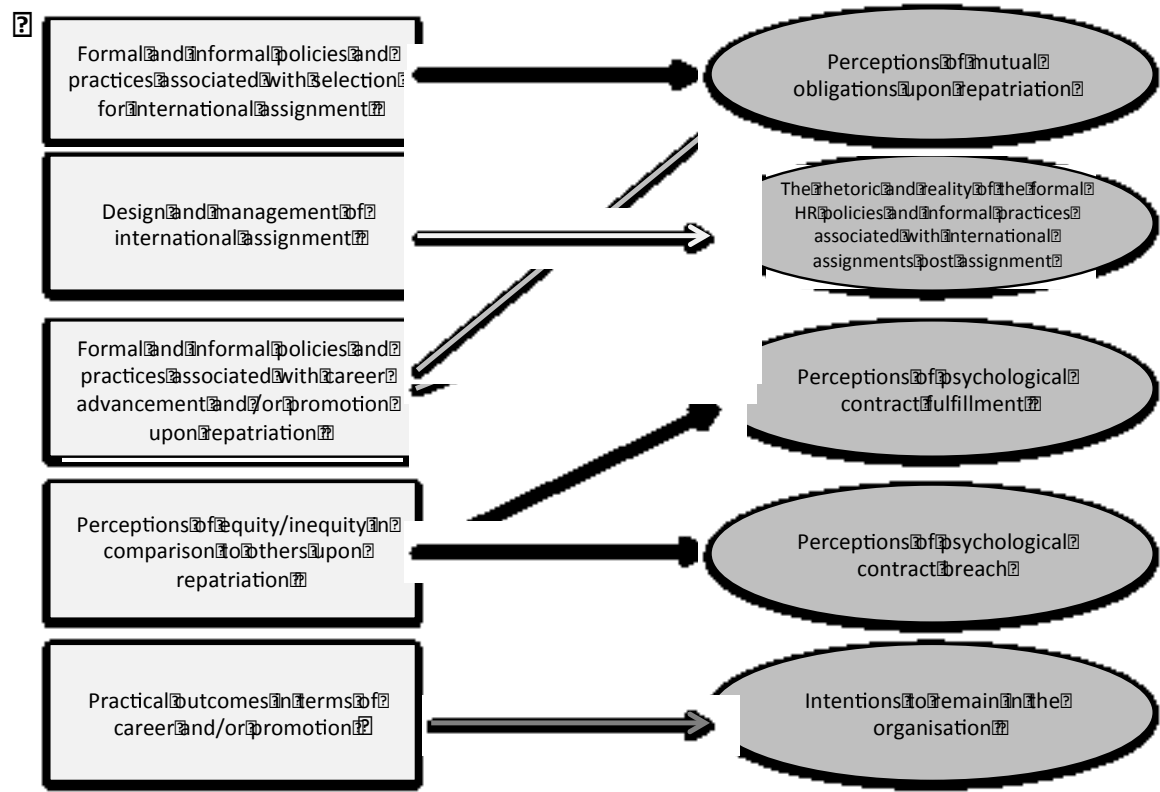 Formal and informal policies and
practices associated with selection
for international assignment
Perceptions of mutual
obligations upon repatriation
Design and management of
international assignment
The rhetoric and reality of the formal
HR policies and informal practices
associated with international
assignments post assignment
Formal and informal policies and
practices associated with career
advancement and/or promotion
upon repatriation
Perceptions of psychological
contract fulfillment
Perceptions of equity/inequity in
comparison to others upon
repatriation
Perceptions of psychological
contract breach
Practical outcomes in terms of
career and/or promotion
Intentions to remain in the
organisation